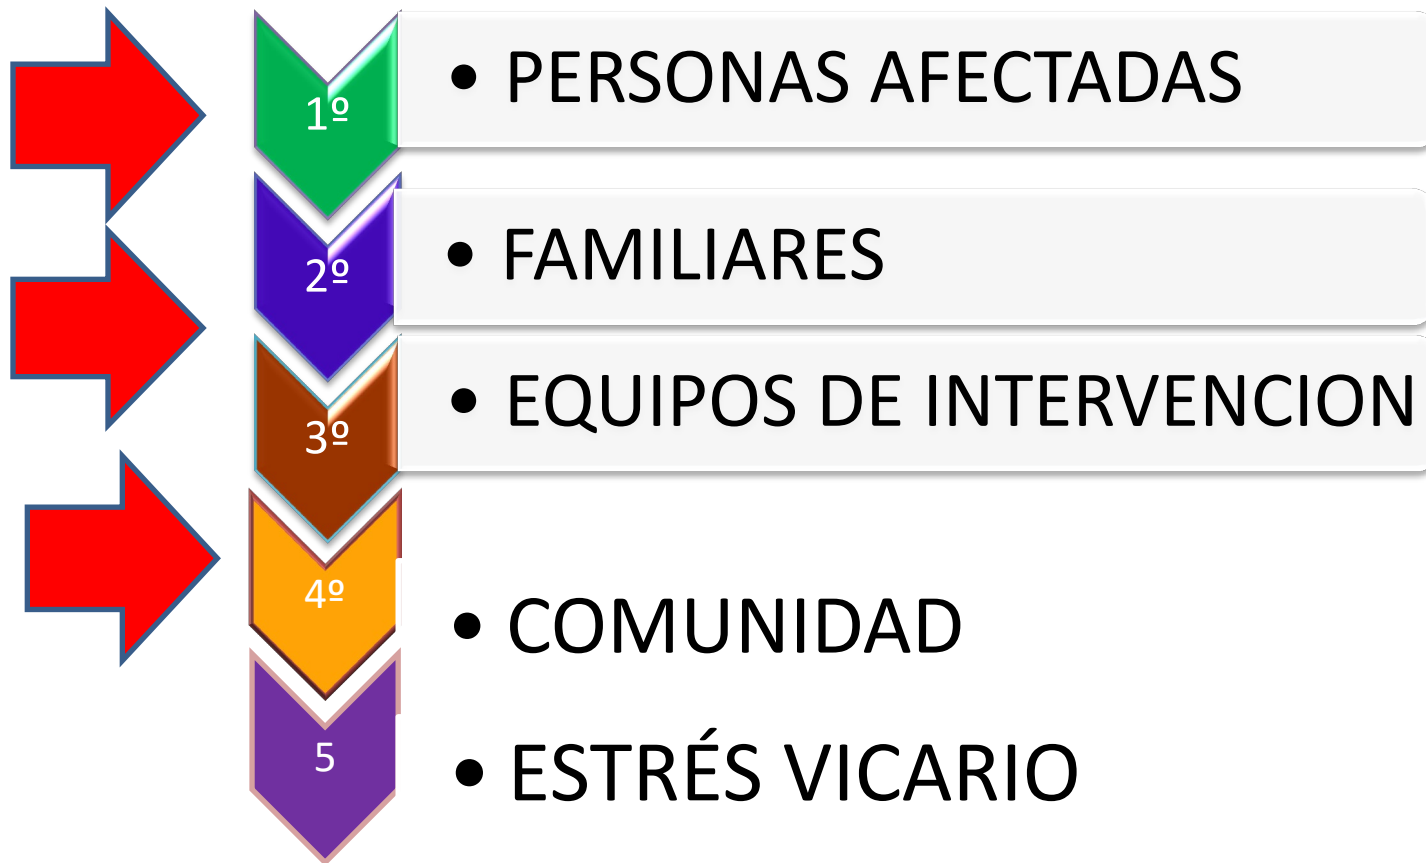 1º • PERSONAS AFECTADAS
2º • FAMILIARES
3º • EQUIPOS DE INTERVENCION
4º • COMUNIDAD
5 • ESTRÉS VICARIO